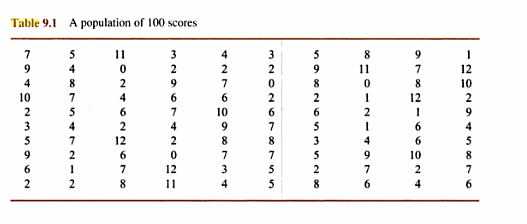 Table 9.1 A population of 100 scores
7 5 11 3 4 3 5 8 9 1
9 4 0 2 2 2 9 11 7 12
4 8 2 9 7 0 8 0 8 10
10 7 4 6 6 2 2 1 12 2
2 5 6 7 10 6 6 2 1 9
3 4 2 4 9 7 5 1 6 4
5 7 12 2 8 8 3 4 6 5
9 2 6 0 7 7 5 9 10 8
6 1 7 12 3 5 2 7 2 7
2 2 8 11 4 5 8 6 4 6